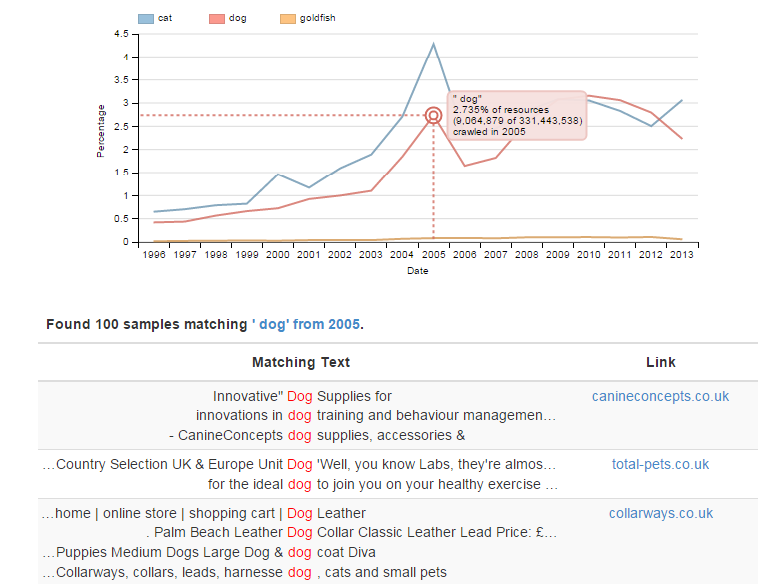 cat dog goldfish
4.5
4
3.5
3
2.5
2
1.5
1
0.5
0
Percentage
" dog"
2.735% of resources
(9,064,879 of 331,443,538)
crawled in 2005
1996 1997 1998 1999 2000 2001 2002 2003 2004 2005 2006 2007 2008 2009 2010 2011 2012 2013
Date
Found 100 samples matching ' dog' from 2005.
Matching Text Link
Innovative" Dog Supplies for canineconcepts.co.uk
innovations in dog training and behaviour managemen…
- CanineConcepts dog supplies, accessories &
…Country Selection UK & Europe Unit Dog 'Well, you know Labs, they're almos… total-pets.co.uk
for the ideal dog to join you on your healthy exercise …
…home | online store | shopping cart | Dog Leather collarways.co.uk
. Palm Beach Leather Dog Collar Classic Leather Lead Price: £…
…Puppies Medium Dogs Large Dog & dog coat Diva
…Collarways, collars, leads, harnesse dog , cats and small pets